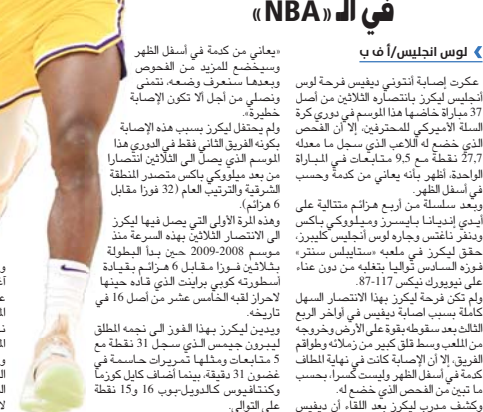 في الـ «NBA»
لوس انجليس/أ ف ب
عكرت إصابة أنتوني ديفيس فرحة لوس
أنجليس ليكرز بانتصاره الثلاثين من أصل
37 مباراة خاضها هذا الموسم في دوري كرة
السلة الأميركي للمحترفين، إلا أن الفحص
الذي خضع له اللاعب الذي سجل ما معدله
27,7 نقطة مع 9,5 متابعات في المباراة
الواحدة، أظهر بأنه يعاني من كدمة وحسب
في أسفل الظهر.
وبعد سلسلة من أربع هزائم متتالية على
أيدي إنديانا بايسرز وميلووكي باكس
ودنفر ناغتس وجاره لوس أنجليس كليبرز،
حقق ليكرز في ملعبه «ستايبلس سنتر»
فوزه السادس تواليا بتغلبه من دون عناء
على نيويورك نيكس 117-87.
ولم تكن فرحة ليكرز بهذا الانتصار السهل
كاملة بسبب اصابة ديفيس في أواخر الربع
الثالث بعد سقوطه بقوة على الأرض وخروجه
من الملعب وسط قلق كبير من زملائه وطواقم
الفريق، إلا أن الإصابة كانت في نهاية المطاف
كدمة في أسفل الظهر وليست كسرا، بحسب
ما تبين من الفحص الذي خضع له.
وكشف مدرب ليكرز بعد اللقاء أن ديفيس
«يعاني من كدمة في أسفل الظهر
وسيخضع للمزيد من الفحوص
وبعدها سنعرف وضعه، نتمنى
ونصلي من أجل ألا تكون الإصابة
خطيرة».
ولم يحتفل ليكرز بسبب هذه الإصابة
بكونه الفريق الثاني فقط في الدوري هذا
الموسم الذي يصل الى الثلاثين انتصارا
من بعد ميلووكي باكس متصدر المنطقة
الشرقية والترتيب العام (32 فوزا مقابل
6 هزائم).
وهذه المرة الأولى التي يصل فيها ليكرز
الى الانتصار الثلاثين بهذه السرعة منذ
موسم 2008-2009 حين بدأ البطولة
بثلاثين فوزا مقابل 6 هزائم بقيادة
أسطورته كوبي براينت الذي قاده حينها
لاحراز لقبه الخامس عشر من أصل 16 في
تاريخه.
ويدين ليكرز بهذا الفوز الى نجمه المطلق
ليبرون جيمس الذي سجل 31 نقطة مع
5 متابعات ومثلها تمريرات حاسمة في
غضون 31 دقيقة، بينما أضاف كايل كوزما
وكنتافيوس كالدويل-بوب 16 و15 نقطة
على التوالي.